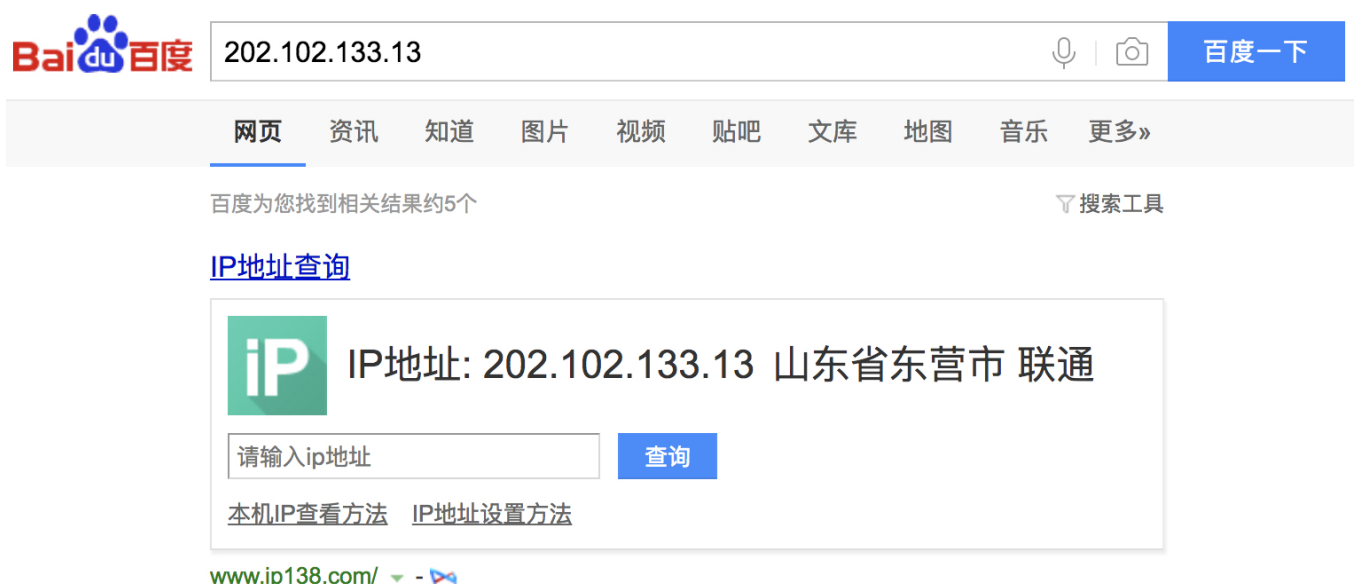 Bai du 百度 202.102.133.13 百度一下
网页 资讯 知道 图片 视频 贴吧 文库 地图 音乐 更多»
百度为您找到相关结果约5个 搜索工具
IP地址查询
iP IP地址: 202.102.133.13 山东省东营市 联通
请输入ip地址 查询
本机IP查看方法 IP地址设置方法
www.ip138.com/ -